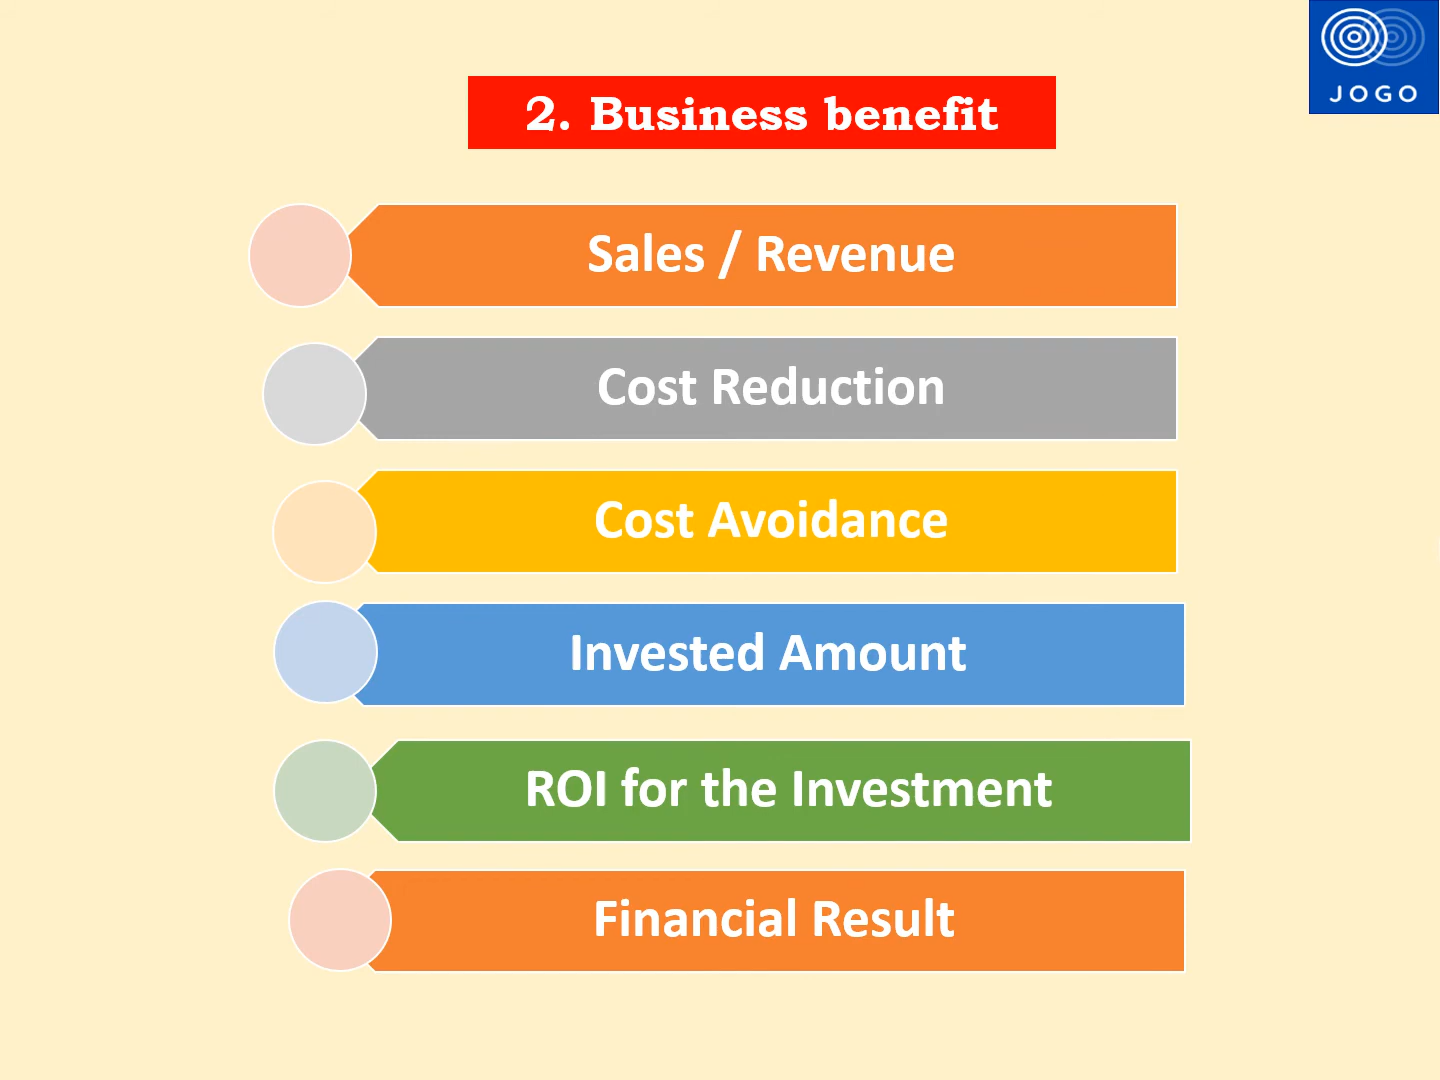 JOGO
2. Business benefit
Sales / Revenue
Cost Reduction
Cost Avoidance
Invested Amount
ROI for the Investment
Financial Result